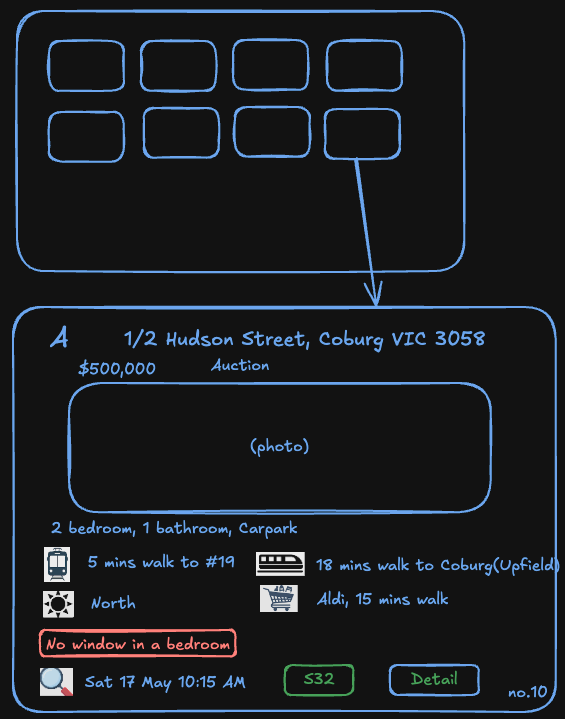 A
1/2 Hudson Street, Coburg VIC 3058
$500,000
Auction
(photo)
2 bedroom, 1 bathroom, Carpark
5 mins walk to #19
18 mins walk to Coburg(Upfield)
North
Aldi, 15 mins walk
No window in a bedroom
Sat 17 May 10:15 AM
S32
Detail
no.10